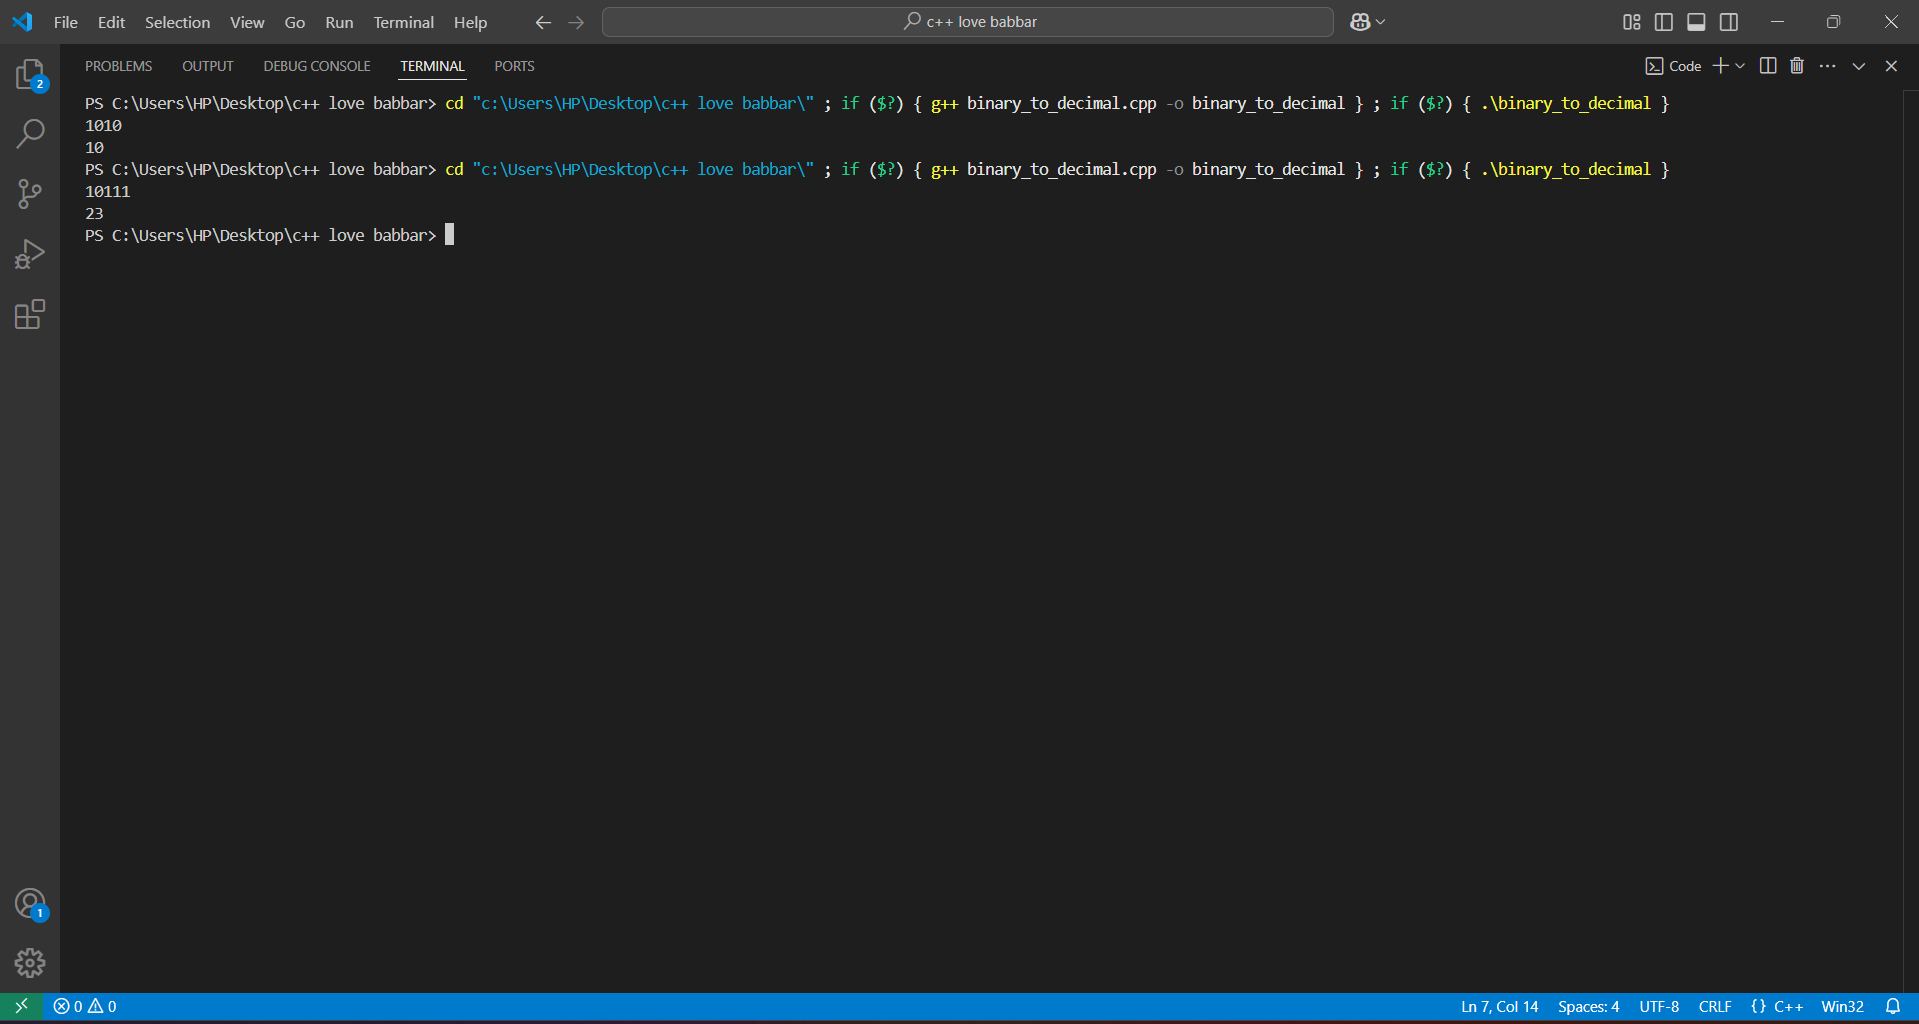 File Edit Selection View Go Run Terminal Help c++ love babbar
PROBLEMS OUTPUT DEBUG CONSOLE TERMINAL PORTS Code
2
PS C:\Users\HP\Desktop\c++ love babbar> cd "c:\Users\HP\Desktop\c++ love babbar\" ; if ($?) { g++ binary_to_decimal.cpp -o binary_to_decimal } ; if ($?) { .\binary_to_decimal }
1010
10
PS C:\Users\HP\Desktop\c++ love babbar> cd "c:\Users\HP\Desktop\c++ love babbar\" ; if ($?) { g++ binary_to_decimal.cpp -o binary_to_decimal } ; if ($?) { .\binary_to_decimal }
10111
23
PS C:\Users\HP\Desktop\c++ love babbar>
1
0 0 Ln 7, Col 14 Spaces: 4 UTF-8 CRLF {} C++ Win32